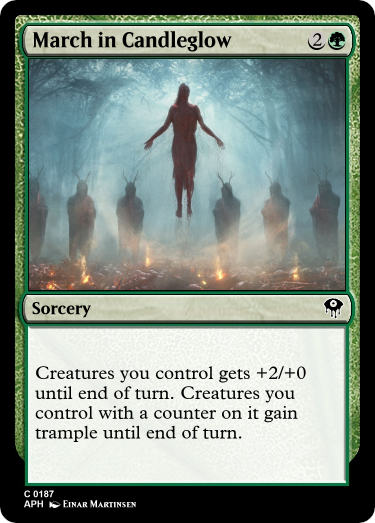 March in Candleglow 2
Sorcery
Creatures you control gets +2/+0
until end of turn. Creatures you
control with a counter on it gain
trample until end of turn.
C 0187
APH Einar Martinsen